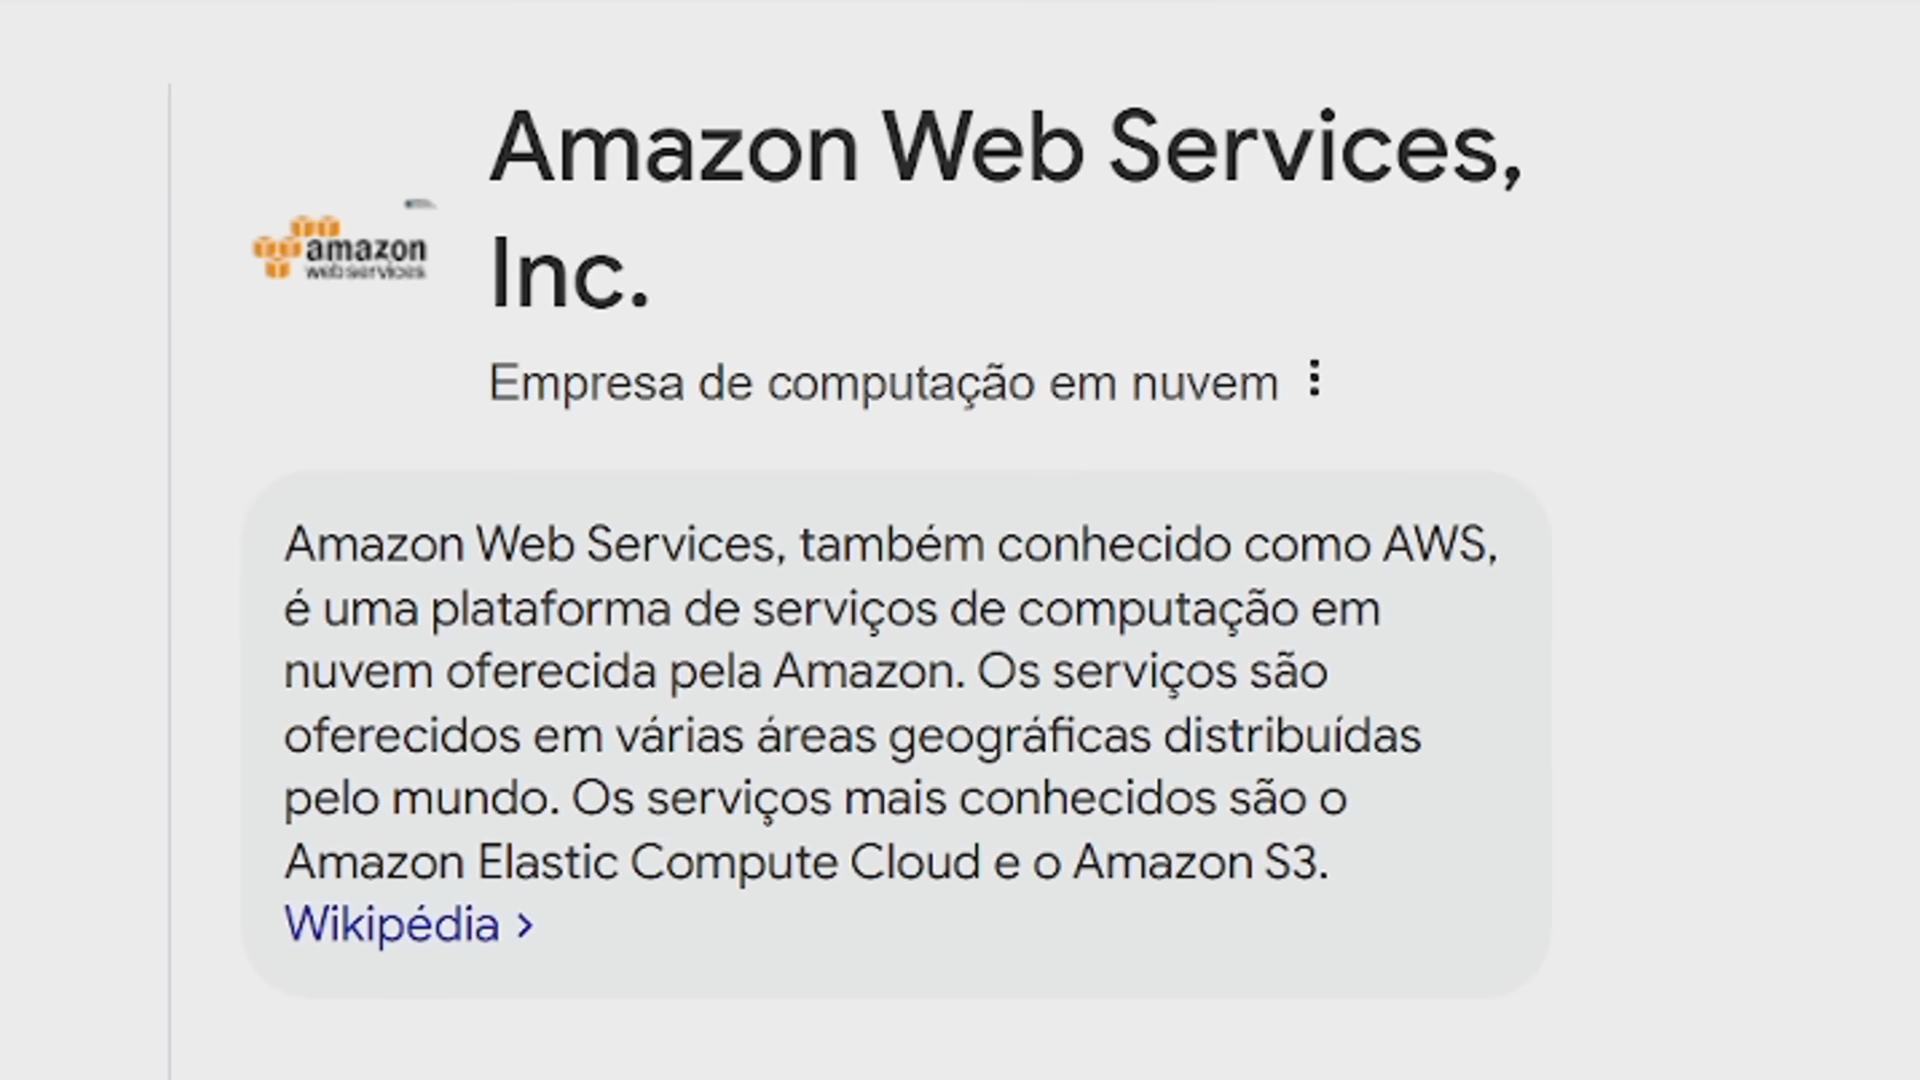 Amazon Web Services,
Inc.
amazon
webservices
Empresa de computação em nuvem
Amazon Web Services, também conhecido como AWS,
é uma plataforma de serviços de computação em
nuvem oferecida pela Amazon. Os serviços são
oferecidos em várias áreas geográficas distribuídas
pelo mundo. Os serviços mais conhecidos são o
Amazon Elastic Compute Cloud e o Amazon S3.
Wikipédia >